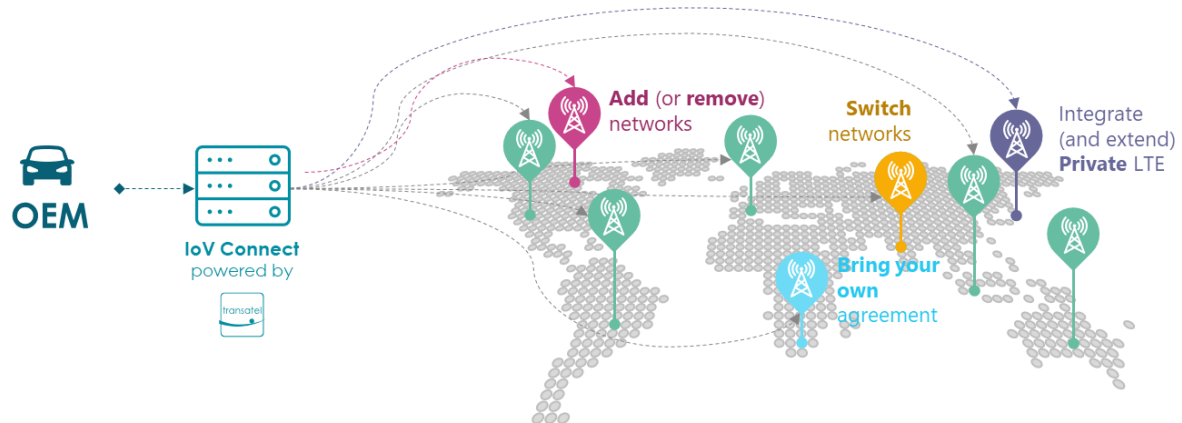 OEM
IoV Connect
powered by
transatel
Add (or remove)
networks
Switch
networks
Integrate
(and extend)
Private LTE
Bring your
own
agreement